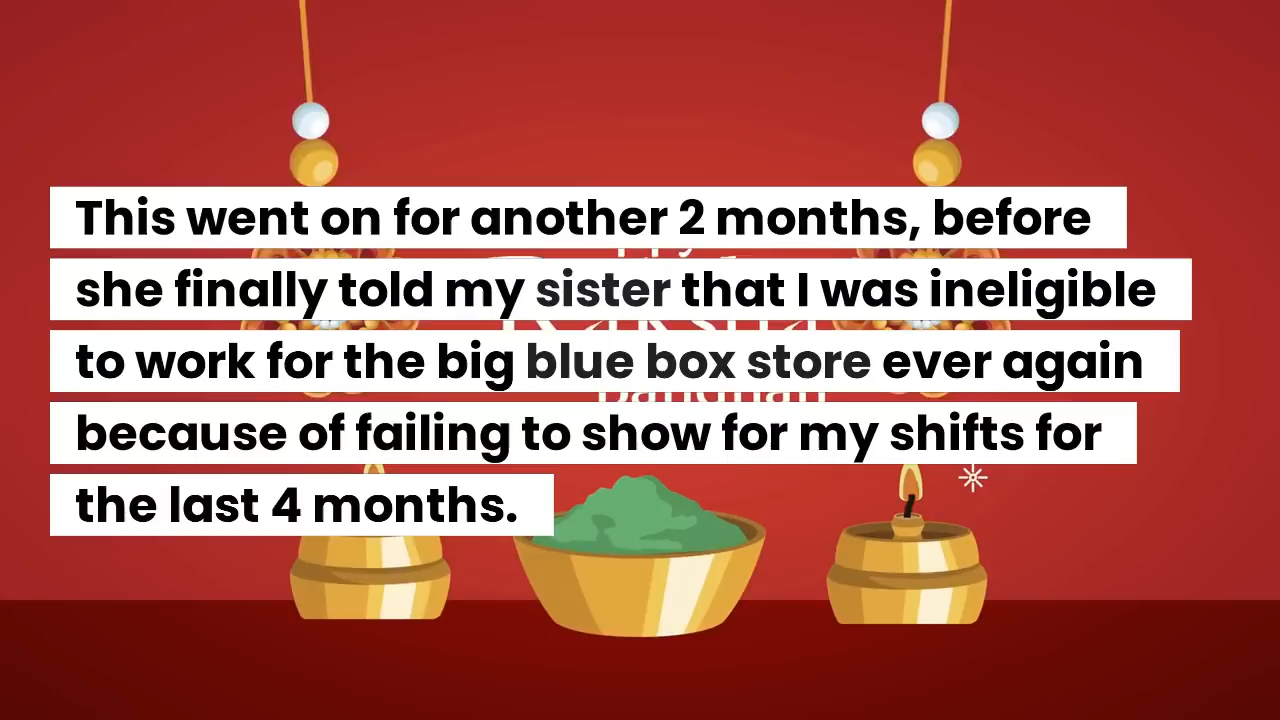 This went on for another 2 months, before
she finally told my sister that I was ineligible
to work for the big blue box store ever again
because of failing to show for my shifts for
the last 4 months.